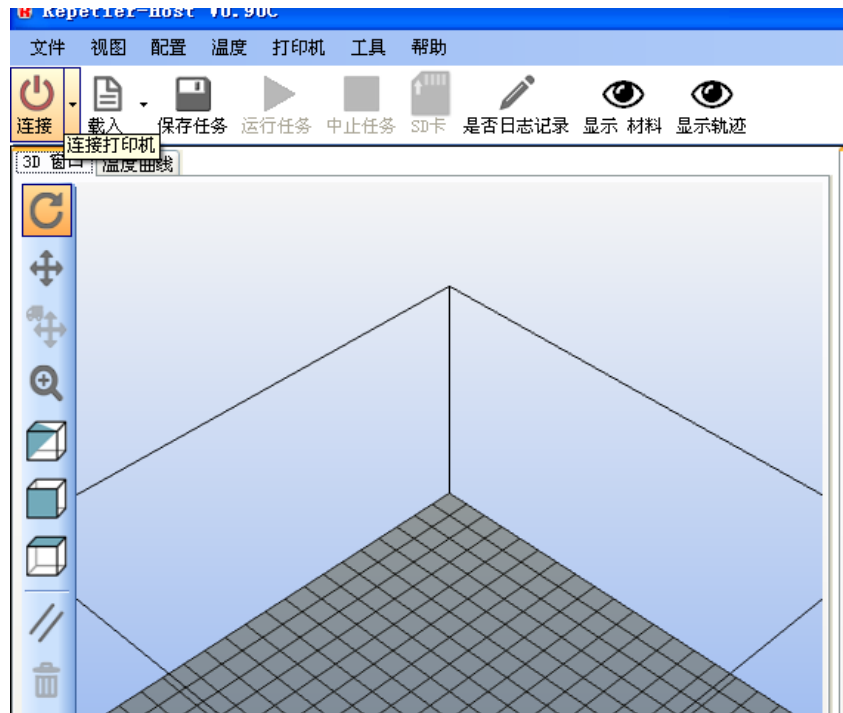 Repetier-Host V0.90C
文件 视图 配置 温度 打印机 工具 帮助
连接 载入 保存任务 运行任务 中止任务 SD卡 是否日志记录 显示 材料 显示轨迹
连接打印机
3D 窗口 温度曲线